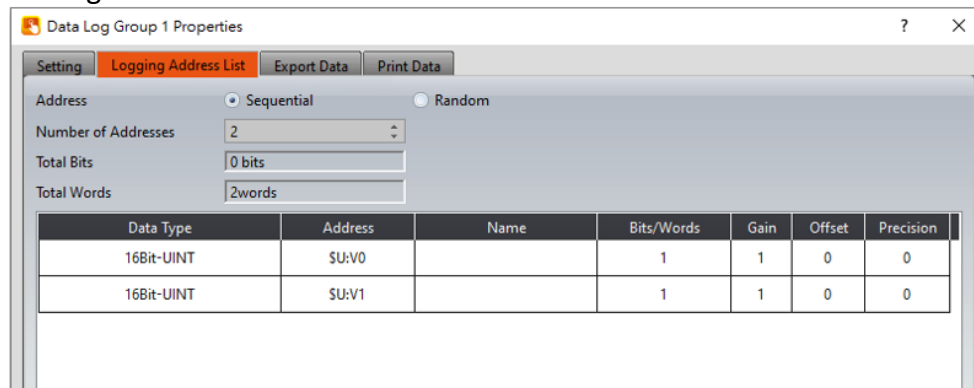 Data Log Group 1 Properties ? ×
Setting Logging Address List Export Data Print Data
Address Sequential Random
Number of Addresses 2
Total Bits 0 bits
Total Words 2words
Data Type Address Name Bits/Words Gain Offset Precision
16Bit-UINT $U:V0 1 1 0 0
16Bit-UINT $U:V1 1 1 0 0